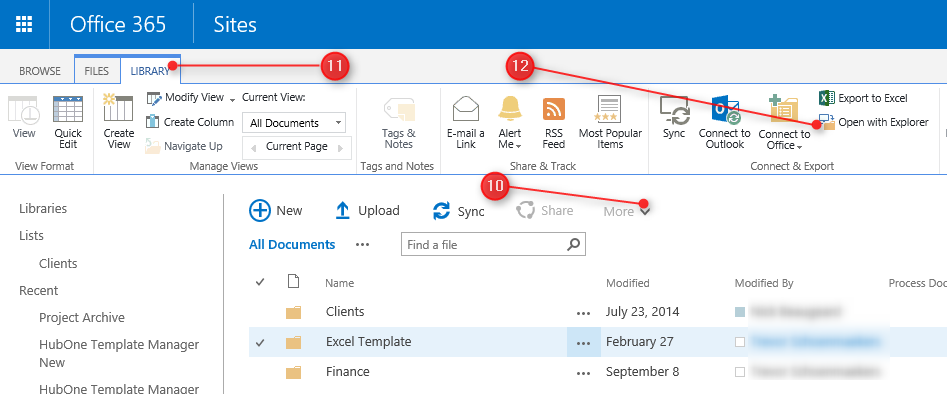 Office 365 Sites
BROWSE FILES LIBRARY 11 12
View
Quick Edit
View Format
Create View
Modify View
Create Column
Navigate Up
Current View:
All Documents
Current Page
Manage Views
Tags & Notes
Tags and Notes
E-mail a Link
Alert Me
RSS Feed
Most Popular Items
Share & Track
Sync
Connect to Outlook
Connect to Office
Export to Excel
Open with Explorer
Connect & Export
10
Libraries
Lists
Clients
Recent
Project Archive
HubOne Template Manager
New
HubOne Template Manager
New Upload Sync Share More
All Documents ••• Find a file
Name Modified Modified By Process Doc
Clients ••• July 23, 2014
Excel Template ••• February 27
Finance ••• September 8